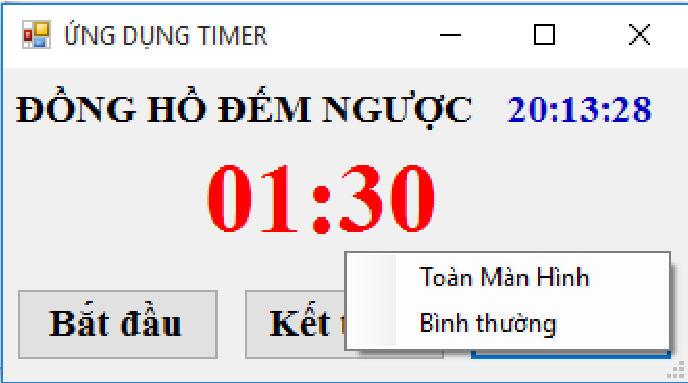 ỨNG DỤNG TIMER
ĐỒNG HỒ ĐẾM NGƯỢC 20:13:28
01:30
Toàn Màn Hình
Bình thường
Bắt đầu Kết